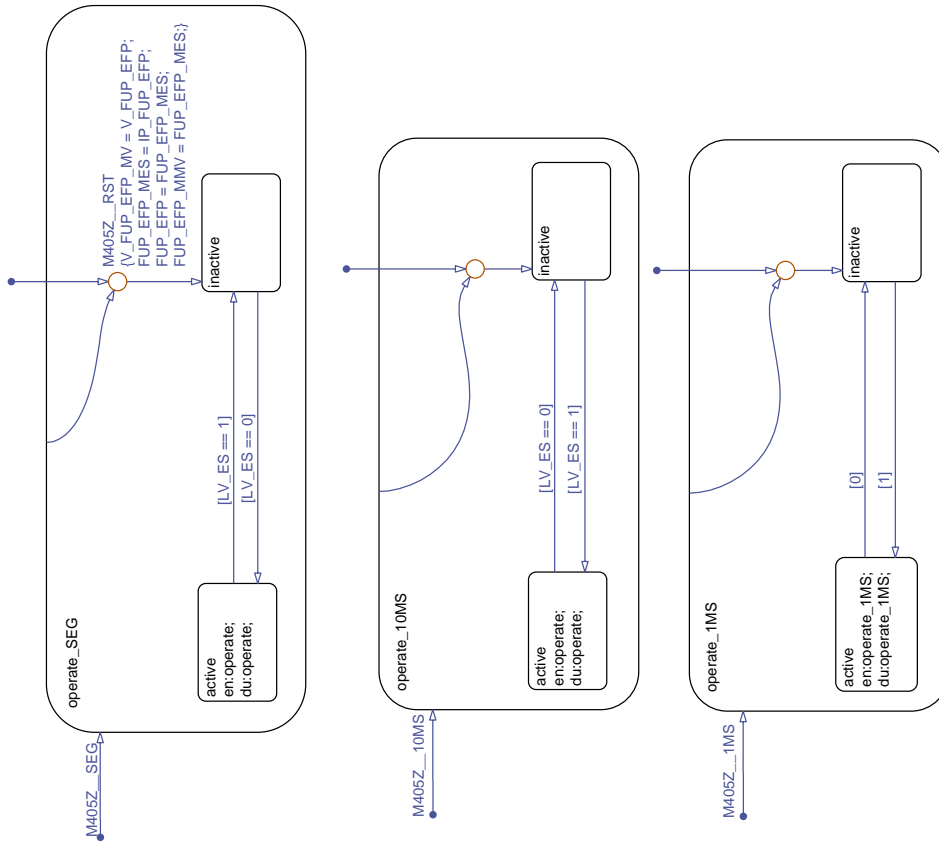 M405Z__SEG
operate_SEG
M405Z__RST
{V_FUP_EFP_MV = V_FUP_EFP;
FUP_EFP_MES = IP_FUP_EFP;
FUP_EFP = FUP_EFP_MES;
FUP_EFP_MMV = FUP_EFP_MES;}
active
en:operate;
du:operate;
[LV_ES == 1]
[LV_ES == 0]
inactive
M405Z__10MS
operate_10MS
active
en:operate;
du:operate;
[LV_ES == 0]
[LV_ES == 1]
inactive
M405Z__1MS
operate_1MS
active
en:operate_1MS;
du:operate_1MS;
[0]
[1]
inactive